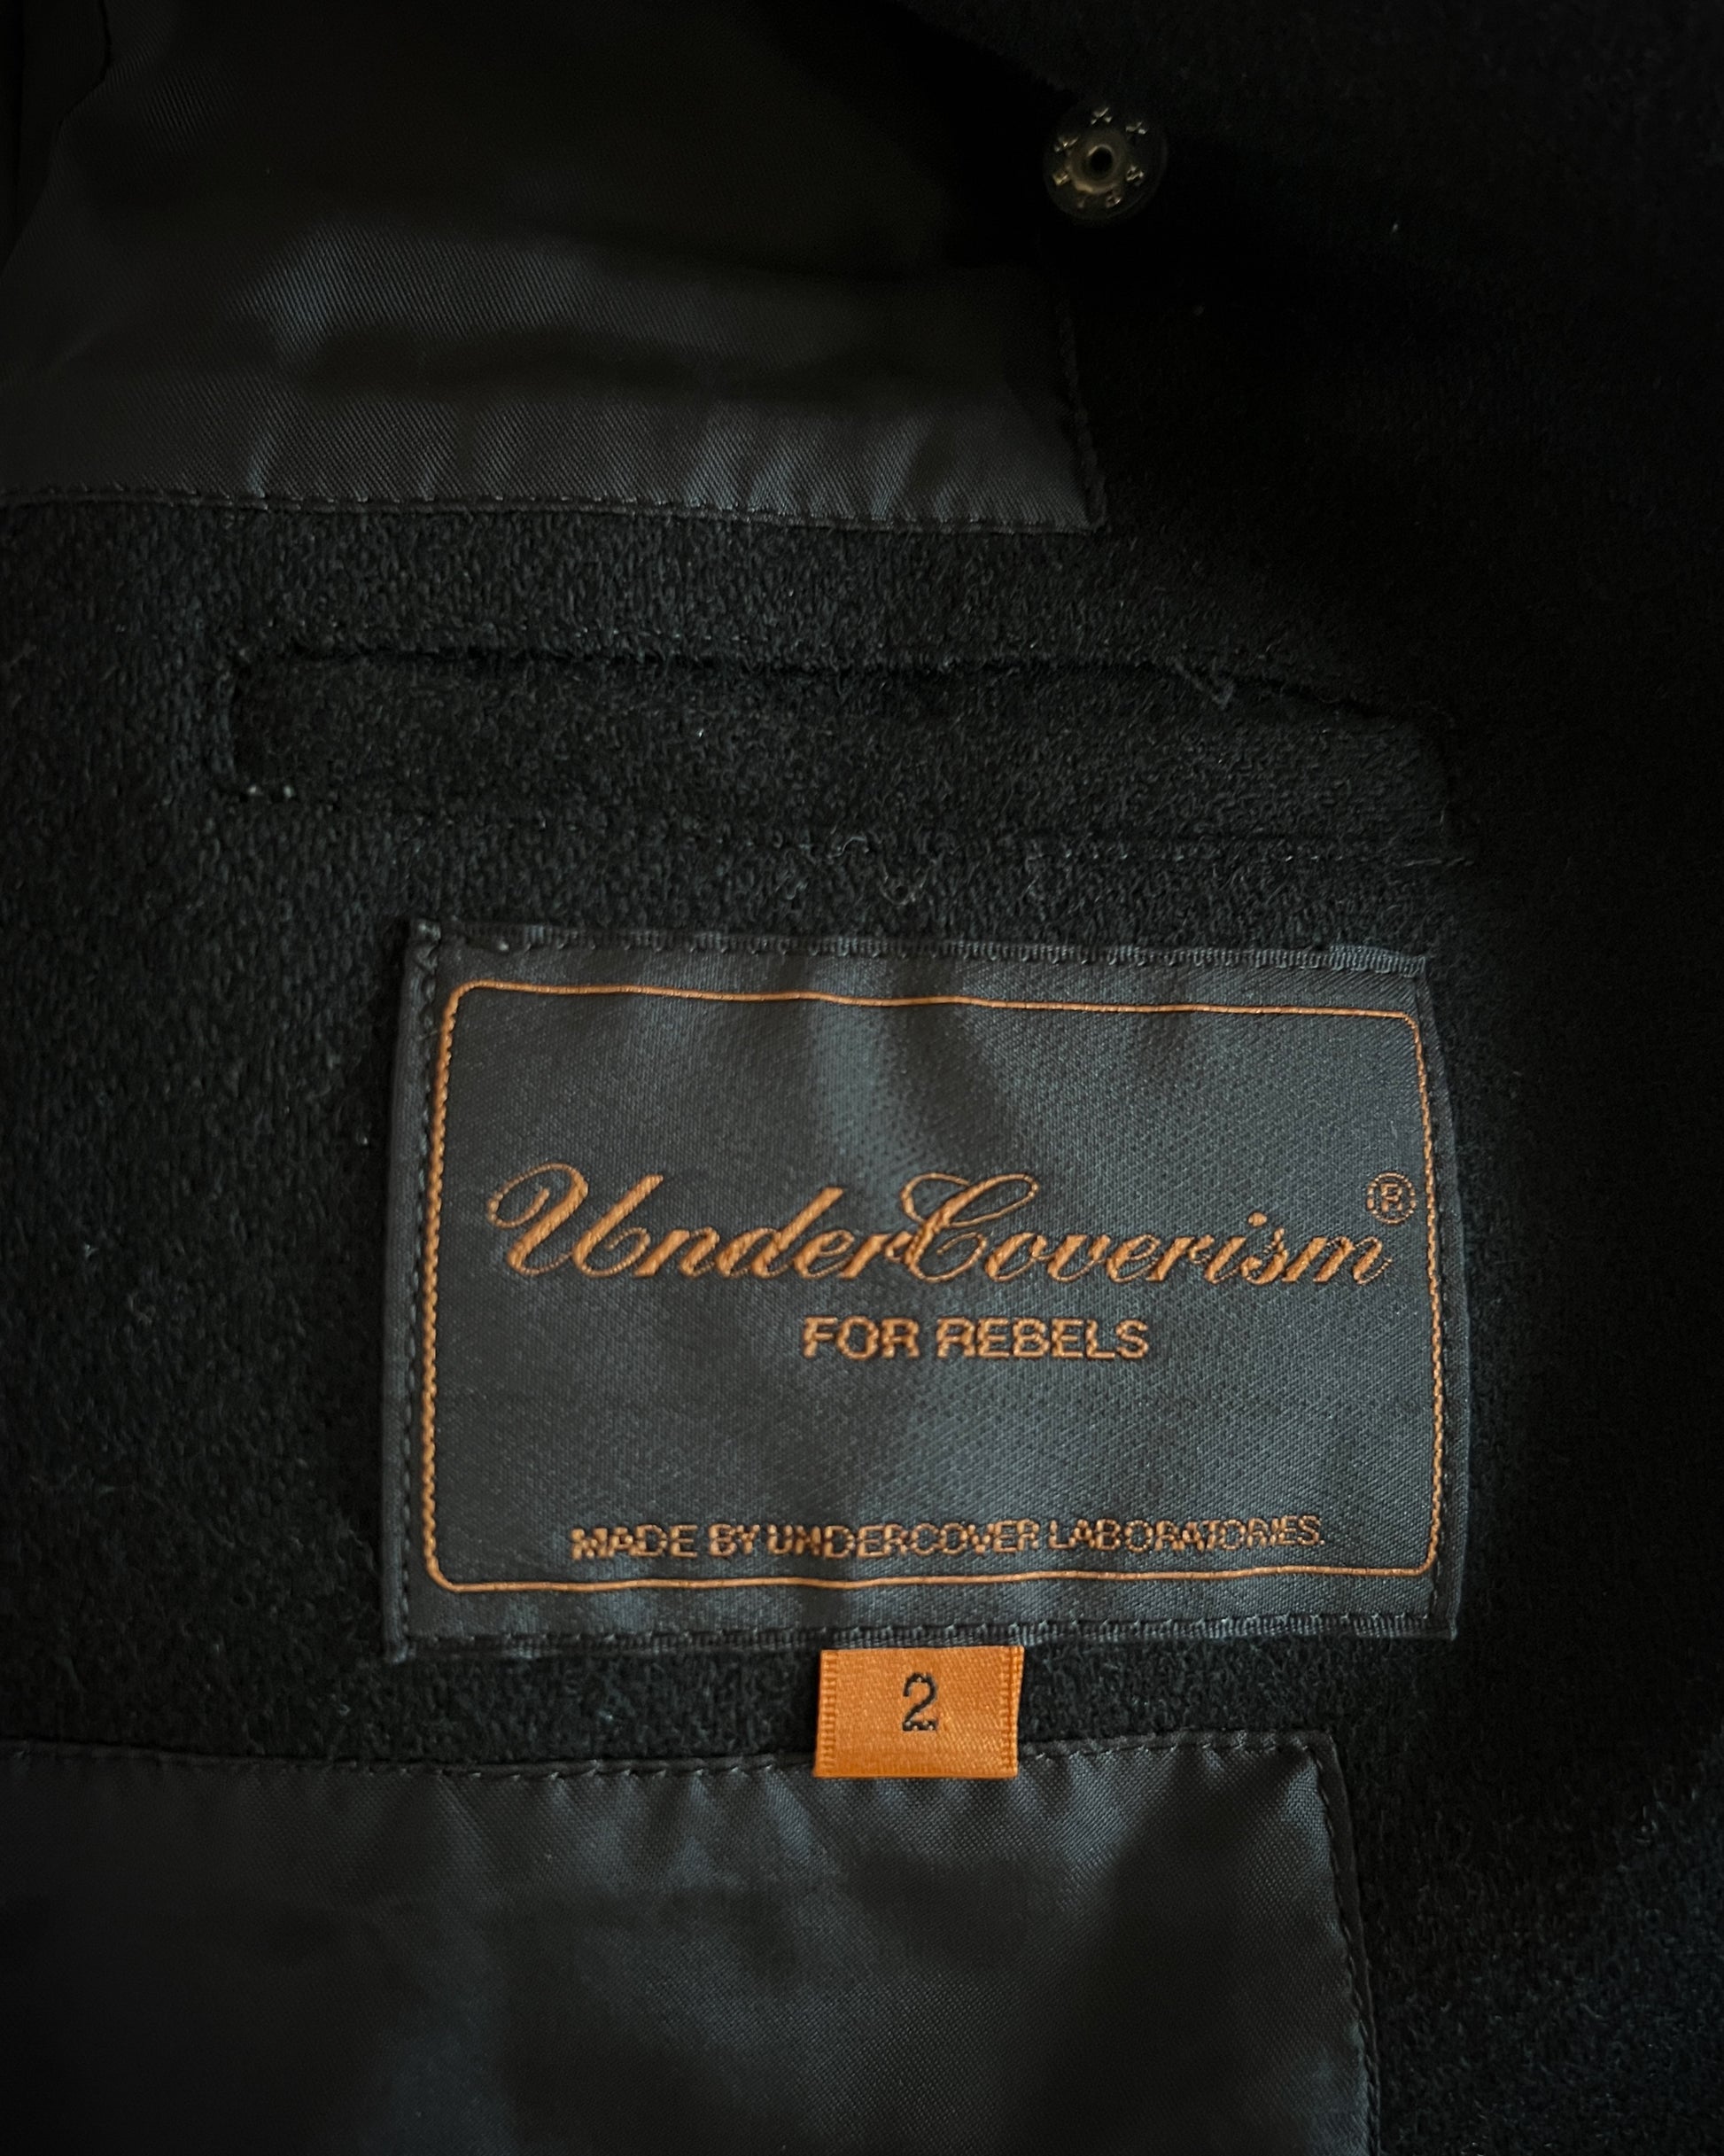 UnderCoverism®
FOR REBELS
MADE BY UNDERCOVER LABORATORIES.
2